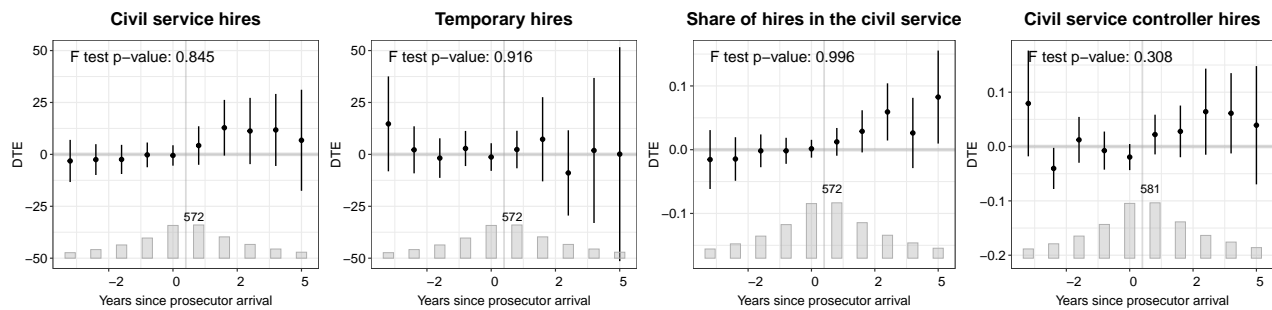 Civil service hires
F test p−value: 0.845
50
25
0
−25
−50
DTE
572
−2
0
2
5
Years since prosecutor arrival
Temporary hires
F test p−value: 0.916
50
25
0
−25
−50
DTE
572
−2
0
2
5
Years since prosecutor arrival
Share of hires in the civil service
F test p−value: 0.996
0.1
0.0
−0.1
DTE
572
−2
0
2
5
Years since prosecutor arrival
Civil service controller hires
F test p−value: 0.308
0.1
0.0
−0.1
−0.2
DTE
581
−2
0
2
5
Years since prosecutor arrival